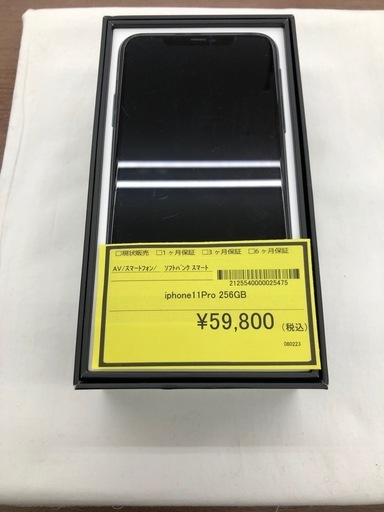 □現状販売 □1ヶ月保証 □3ヶ月保証 □6ヶ月保証
AV/スマートフォン/ ソフトバンク スマート
2125540000025475
iphone11Pro 256GB
¥59,800 (税込)
080223